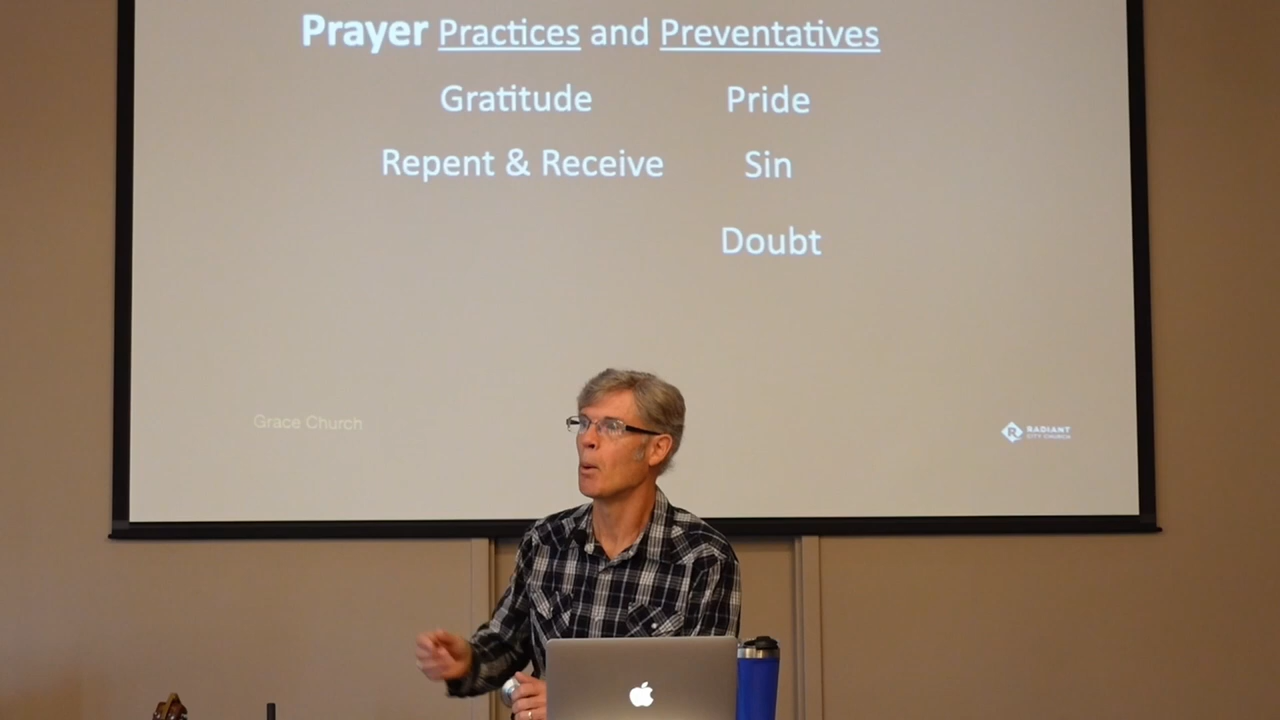 Prayer Practices and Preventatives
Gratitude Pride
Repent & Receive Sin
Doubt
Grace Church
R RADIANT
CITY CHURCH